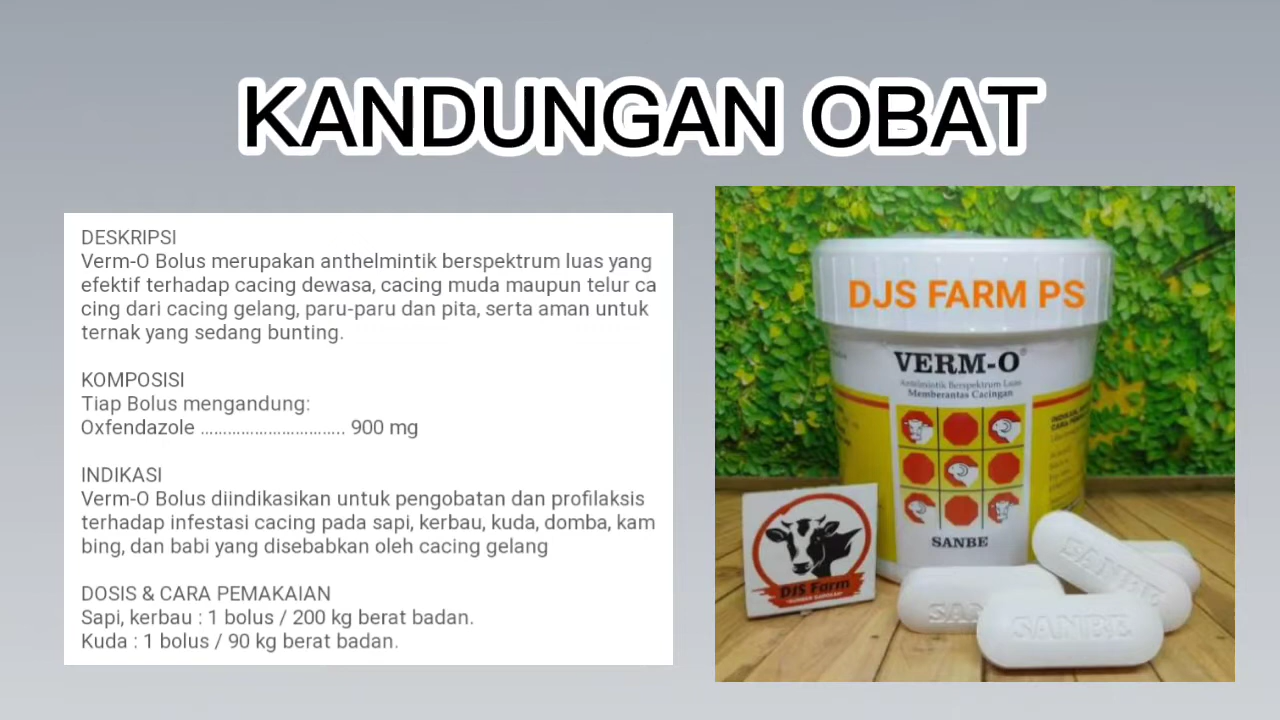 KANDUNGAN OBAT
DESKRIPSI
Verm-O Bolus merupakan anthelmintik berspektrum luas yang
efektif terhadap cacing dewasa, cacing muda maupun telur ca
cing dari cacing gelang, paru-paru dan pita, serta aman untuk
ternak yang sedang bunting.
KOMPOSISI
Tiap Bolus mengandung:
Oxfendazole ................................ 900 mg
INDIKASI
Verm-O Bolus diindikasikan untuk pengobatan dan profilaksis
terhadap infestasi cacing pada sapi, kerbau, kuda, domba, kam
bing, dan babi yang disebabkan oleh cacing gelang
DOSIS & CARA PEMAKAIAN
Sapi, kerbau : 1 bolus / 200 kg berat badan.
Kuda : 1 bolus / 90 kg berat badan.
DJS FARM PS
VERM-O®
Antelmintik Berspektrum Luas
Memberantas Cacingan
SANBE
DJS Farm
SANBE
SANBE